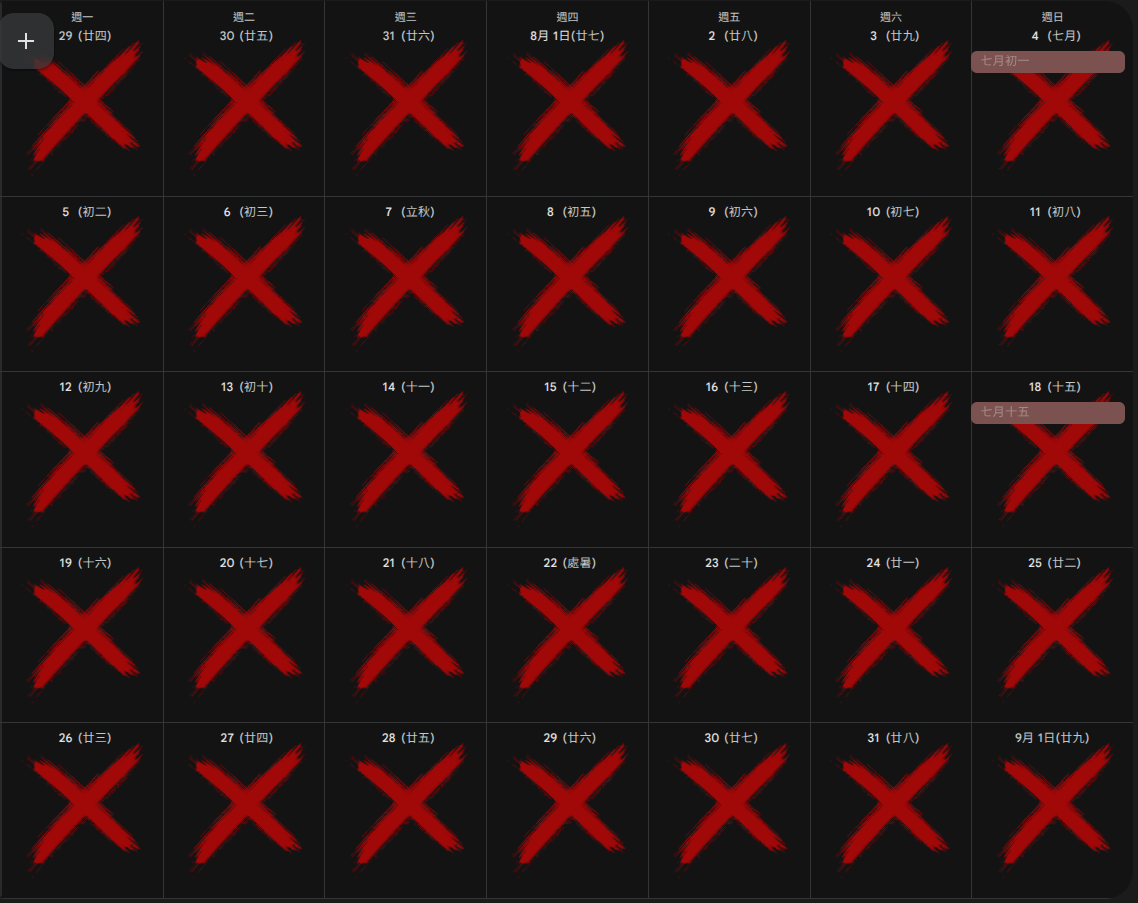 週一 週二 週三 週四 週五 週六 週日
29 (廿四) 30 (廿五) 31 (廿六) 8月 1日(廿七) 2 (廿八) 3 (廿九) 4 (七月)
七月初一
5 (初二) 6 (初三) 7 (立秋) 8 (初五) 9 (初六) 10 (初七) 11 (初八)
12 (初九) 13 (初十) 14 (十一) 15 (十二) 16 (十三) 17 (十四) 18 (十五)
七月十五
19 (十六) 20 (十七) 21 (十八) 22 (處暑) 23 (二十) 24 (廿一) 25 (廿二)
26 (廿三) 27 (廿四) 28 (廿五) 29 (廿六) 30 (廿七) 31 (廿八) 9月 1日(廿九)